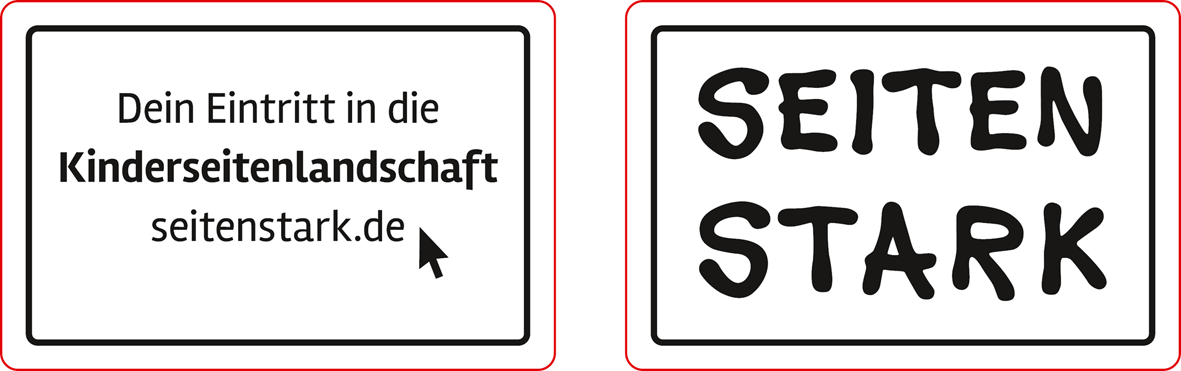 Dein Eintritt in die
Kinderseitenlandschaft
seitenstark.de
SEITEN
STARK